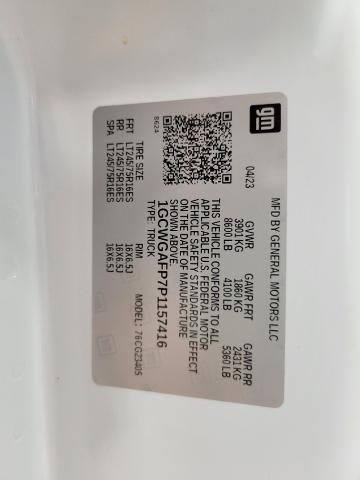 gm
MFD BY GENERAL MOTORS LLC
04/23 GVWR GAWR FRT GAWR RR
3901 KG 1860 KG 2431 KG
8600 LB 4100 LB 5360 LB
THIS VEHICLE CONFORMS TO ALL
APPLICABLE U.S. FEDERAL MOTOR
VEHICLE SAFETY STANDARDS IN EFFECT
ON THE DATE OF MANUFACTURE
SHOWN ABOVE.
1GCWGAFP7P1157416
TYPE: TRUCK
8624
MODEL: 76CG23405
TIRE SIZE RIM
FRT LT245/75R16ES 16X6.5J
RR LT245/75R16ES 16X6.5J
SPA LT245/75R16ES 16X6.5J